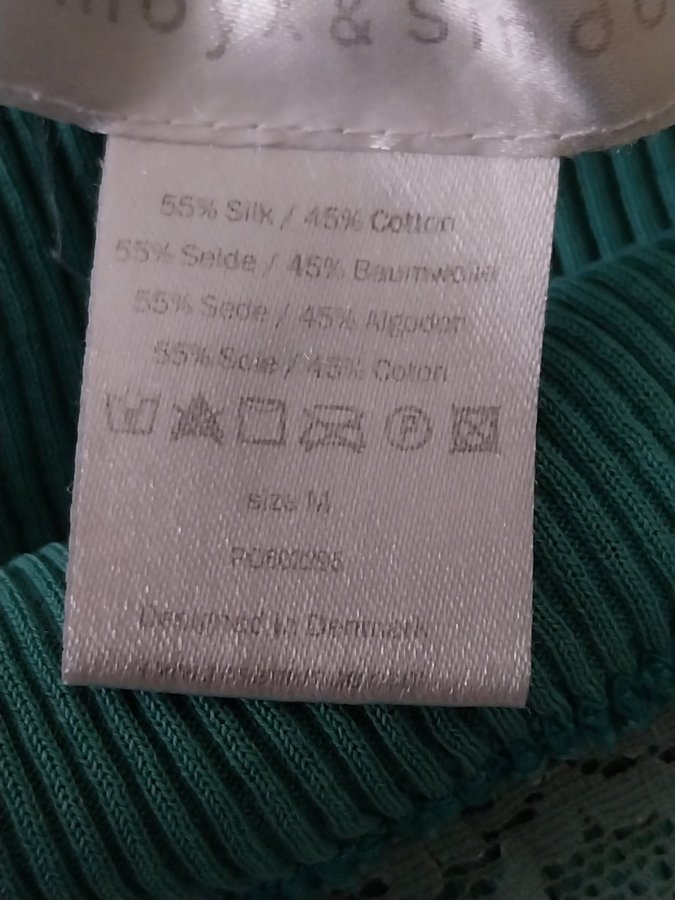 &
55% Silk / 45% Cotton
55% Seide / 45% Baumwolle
55% Sede / 45% Algodon
55% Soie / 45% Coton
P
size M
Designed in Denmark